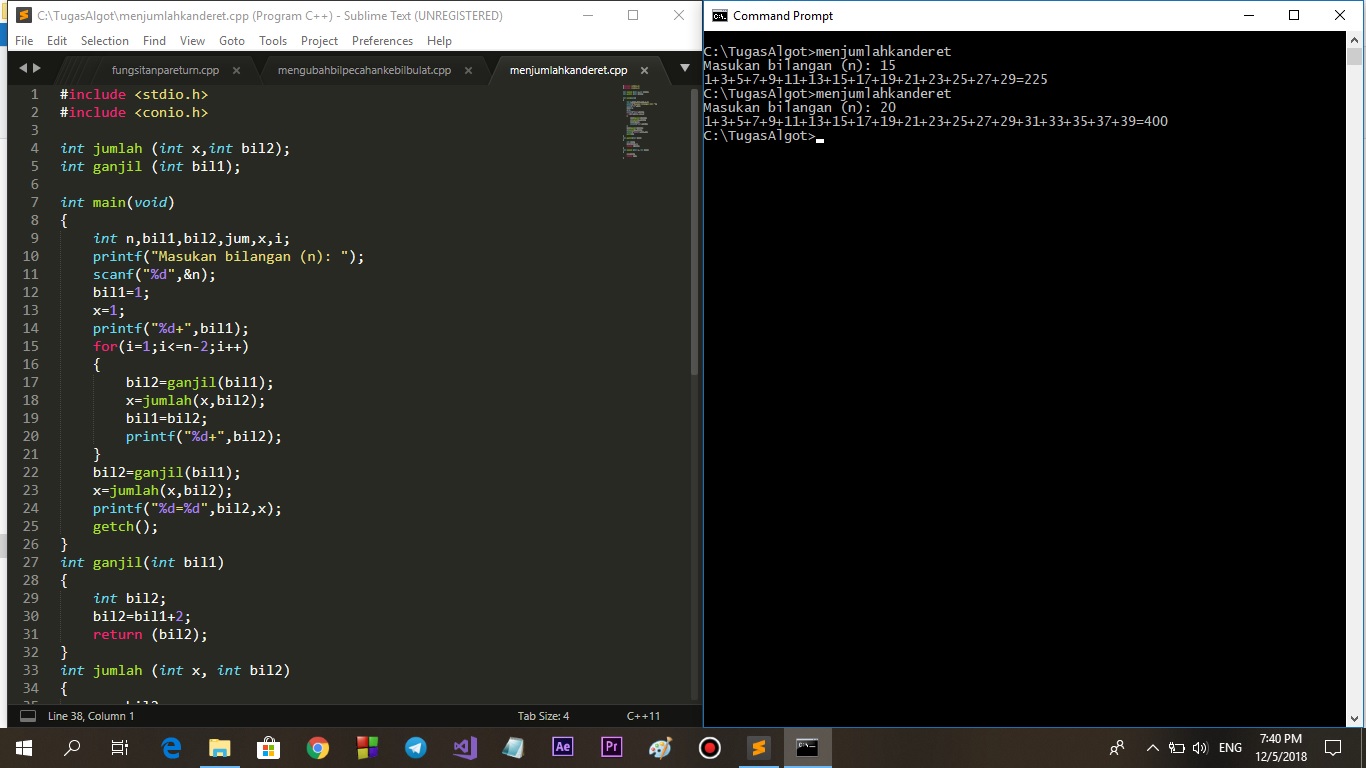 C:\TugasAlgot\menjumlahkanderet.cpp (Program C++) - Sublime Text (UNREGISTERED)
File Edit Selection Find View Goto Tools Project Preferences Help
fungsitanpareturn.cpp mengubahbilpecahankebilbulat.cpp menjumlahkanderet.cpp
1 #include <stdio.h>
2 #include <conio.h>
3
4 int jumlah (int x,int bil2);
5 int ganjil (int bil1);
6
7 int main(void)
8 {
9 int n,bil1,bil2,jum,x,i;
10 printf("Masukan bilangan (n): ");
11 scanf("%d",&n);
12 bil1=1;
13 x=1;
14 printf("%d+",bil1);
15 for(i=1;i<=n-2;i++)
16 {
17 bil2=ganjil(bil1);
18 x=jumlah(x,bil2);
19 bil1=bil2;
20 printf("%d+",bil2);
21 }
22 bil2=ganjil(bil1);
23 x=jumlah(x,bil2);
24 printf("%d=%d",bil2,x);
25 getch();
26 }
27 int ganjil(int bil1)
28 {
29 int bil2;
30 bil2=bil1+2;
31 return (bil2);
32 }
33 int jumlah (int x, int bil2)
34 {
Line 38, Column 1 Tab Size: 4 C++11
Command Prompt
C:\TugasAlgot>menjumlahkanderet
Masukan bilangan (n): 15
1+3+5+7+9+11+13+15+17+19+21+23+25+27+29=225
C:\TugasAlgot>menjumlahkanderet
Masukan bilangan (n): 20
1+3+5+7+9+11+13+15+17+19+21+23+25+27+29+31+33+35+37+39=400
C:\TugasAlgot>
Ae Pr ENG
7:40 PM
12/5/2018